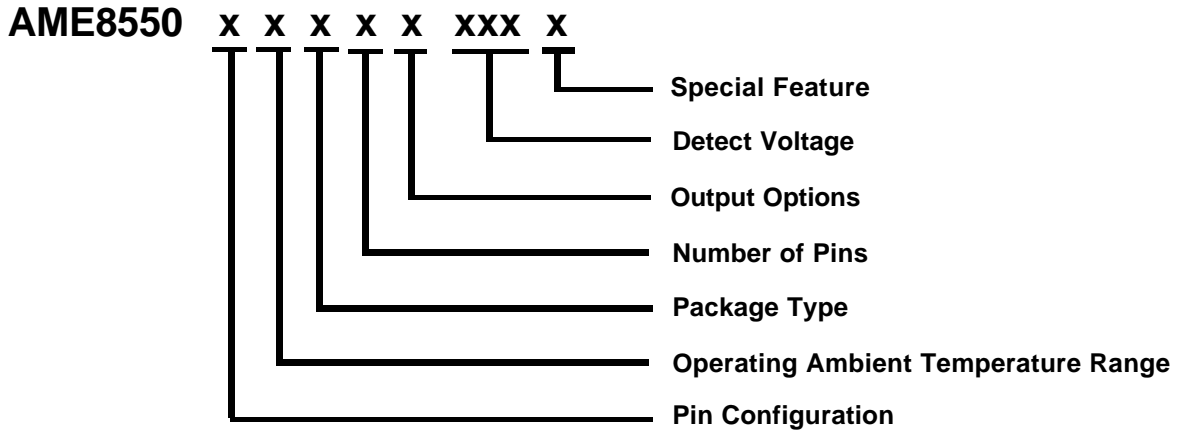 AME8550 x x x x x xxx x
Special Feature
Detect Voltage
Output Options
Number of Pins
Package Type
Operating Ambient Temperature Range
Pin Configuration